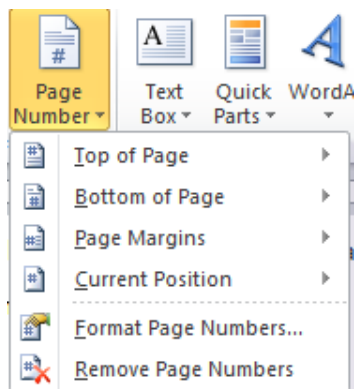 Page Number
Text Box
Quick Parts
WordA
Top of Page
Bottom of Page
Page Margins
Current Position
Format Page Numbers...
Remove Page Numbers